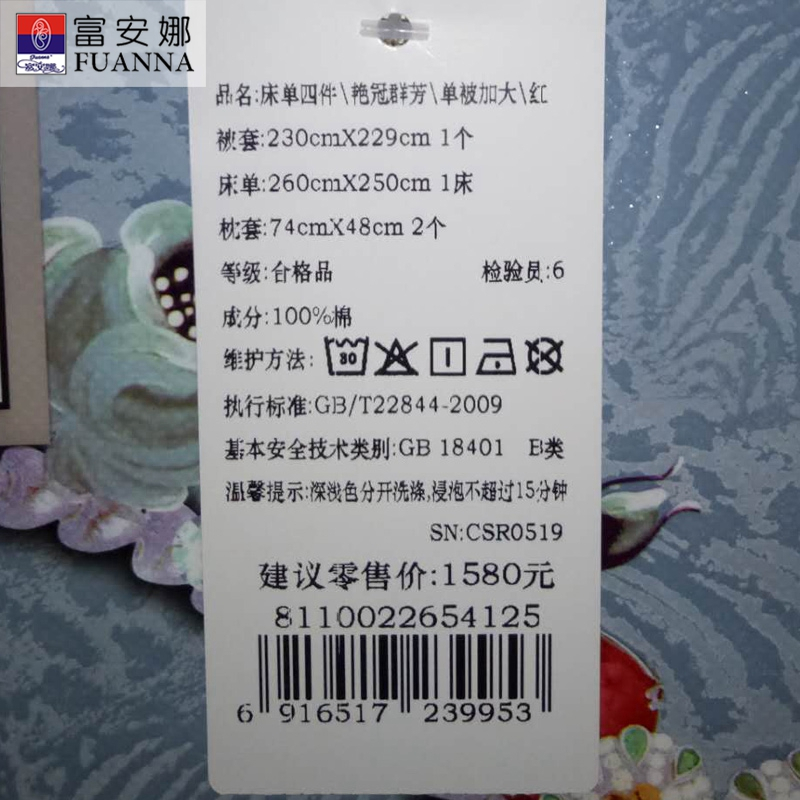 富安娜
FUANNA
品名:床单四件\艳冠群芳\单被加大\红
被套:230cmX229cm 1个
床单:260cmX250cm 1床
枕套:74cmX48cm 2个
等级:合格品 检验员:6
成分:100%棉
维护方法: 30
执行标准:GB/T22844-2009
基本安全技术类别:GB 18401 B类
温馨提示:深浅色分开洗涤,浸泡不超过15分钟
SN:CSR0519
建议零售价:1580元
8110022654125
6 916517 239953